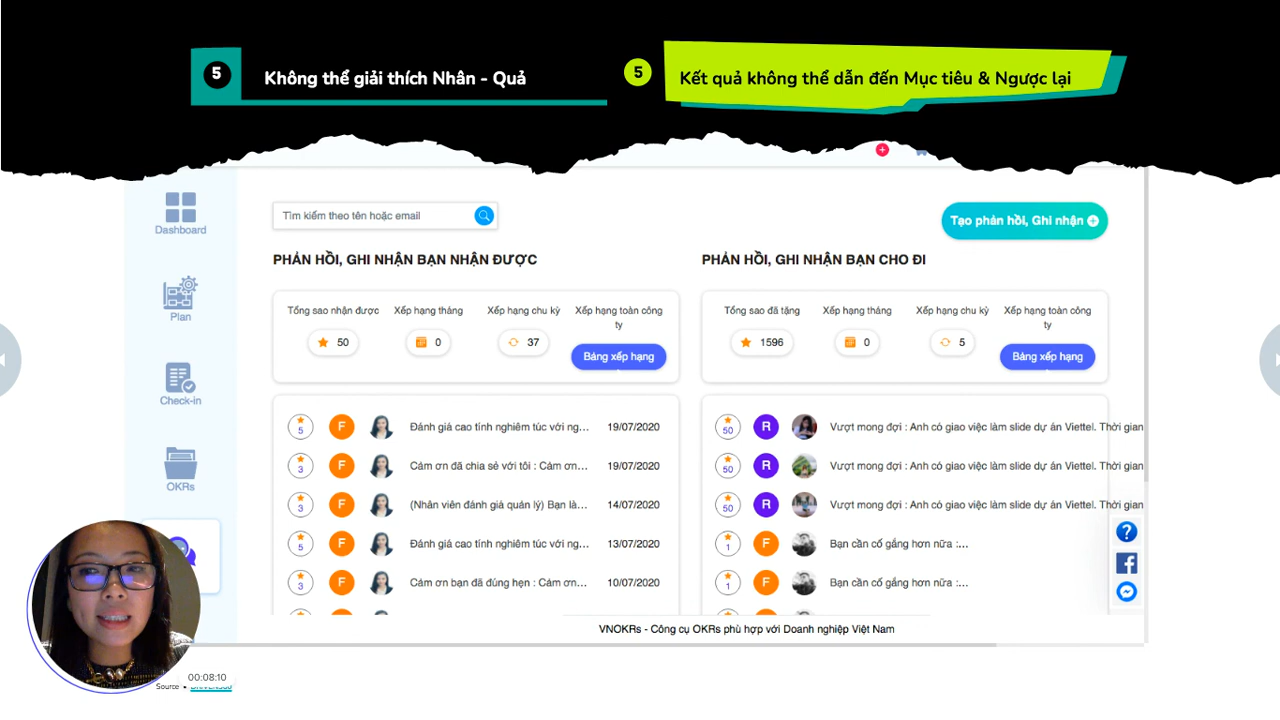 5
Không thể giải thích Nhân - Quả
5
Kết quả không thể dẫn đến Mục tiêu & Ngược lại
Dashboard
Plan
Check-in
OKRs
Tìm kiếm theo tên hoặc email
Tạo phản hồi, Ghi nhận
PHẢN HỒI, GHI NHẬN BẠN NHẬN ĐƯỢC
Tổng sao nhận được
50
Xếp hạng tháng
0
Xếp hạng chu kỳ
37
Xếp hạng toàn công
ty
Bảng xếp hạng
5 F Đánh giá cao tính nghiêm túc với ng... 19/07/2020
3 F Cám ơn đã chia sẻ với tôi : Cám ơn... 19/07/2020
3 F (Nhân viên đánh giá quản lý) Bạn là... 14/07/2020
5 F Đánh giá cao tính nghiêm túc với ng... 13/07/2020
3 F Cám ơn bạn đã đúng hẹn : Cám ơn... 10/07/2020
PHẢN HỒI, GHI NHẬN BẠN CHO ĐI
Tổng sao đã tặng
1596
Xếp hạng tháng
0
Xếp hạng chu kỳ
5
Xếp hạng toàn công
ty
Bảng xếp hạng
50 R Vượt mong đợi : Anh có giao việc làm slide dự án Viettel. Thời gian
50 R Vượt mong đợi : Anh có giao việc làm slide dự án Viettel. Thời gian
50 R Vượt mong đợi : Anh có giao việc làm slide dự án Viettel. Thời gian
1 F Bạn cần cố gắng hơn nữa :...
1 F Bạn cần cố gắng hơn nữa :...
VNOKRs - Công cụ OKRs phù hợp với Doanh nghiệp Việt Nam
00:08:10
Source •